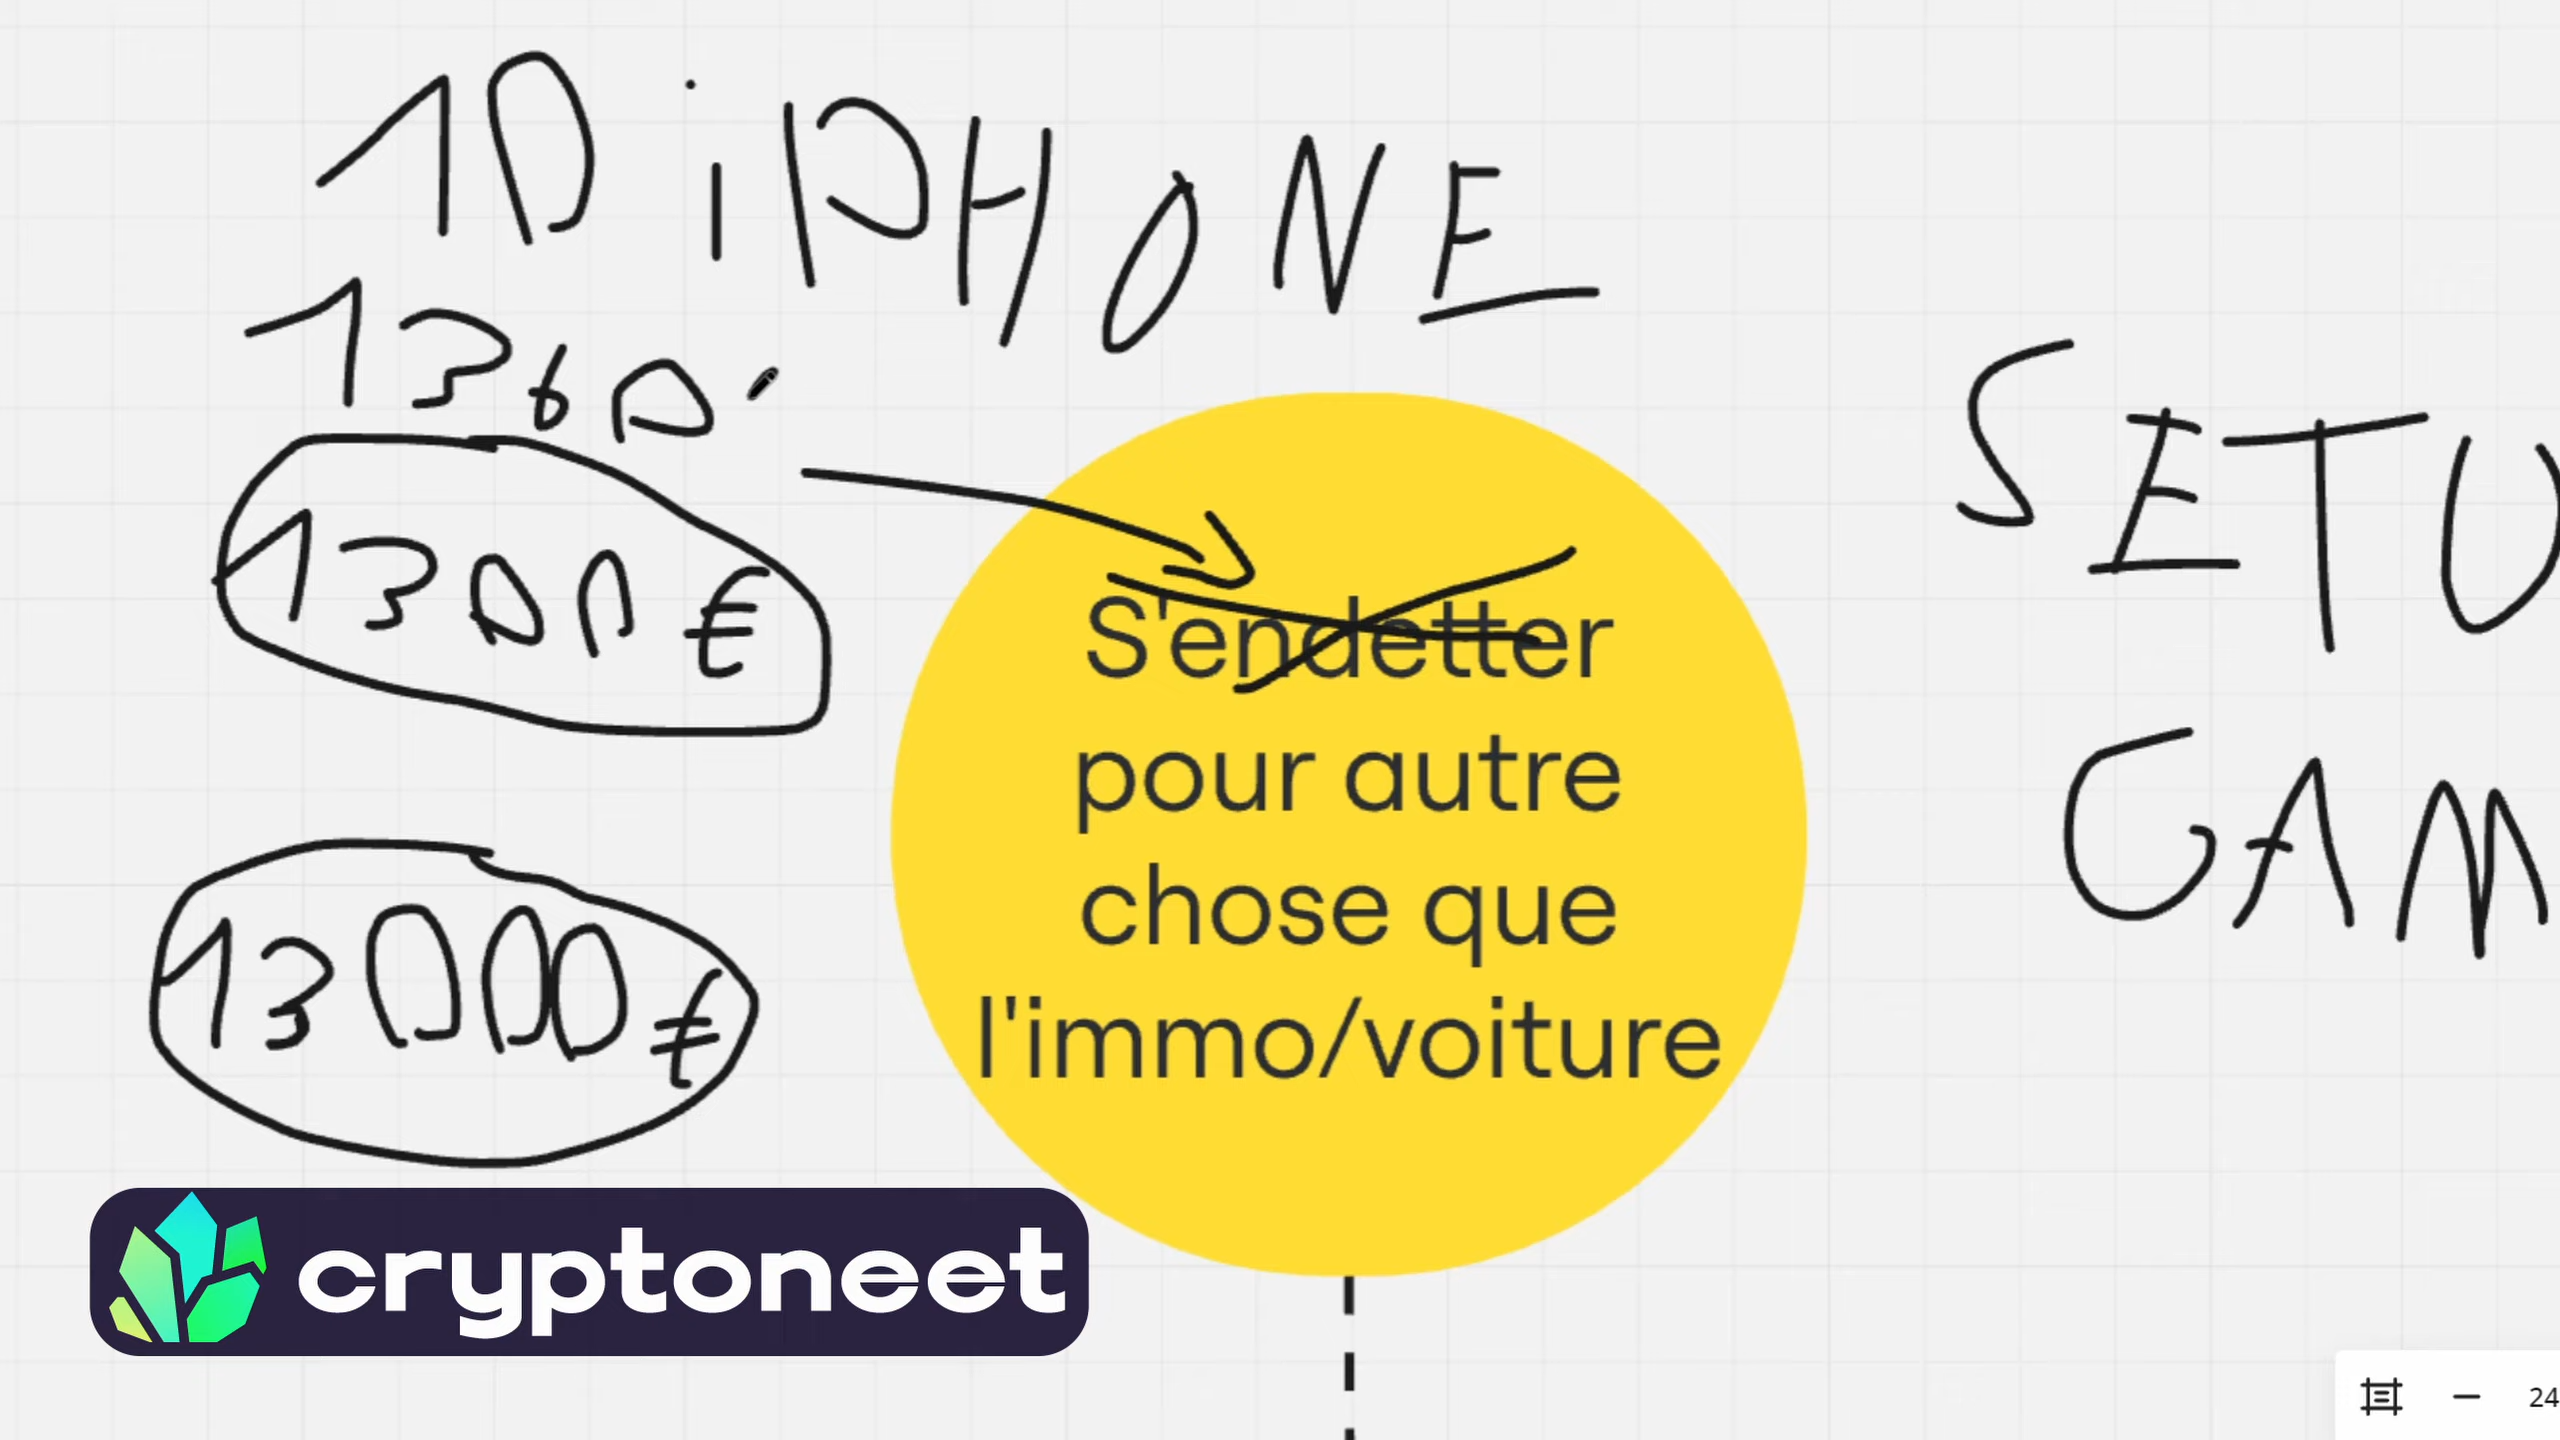 10 iPHONE
1360
1300 €
13000 €
S'endetter
pour autre
chose que
l'immo/voiture
SETU
GAM
cryptoneet
24